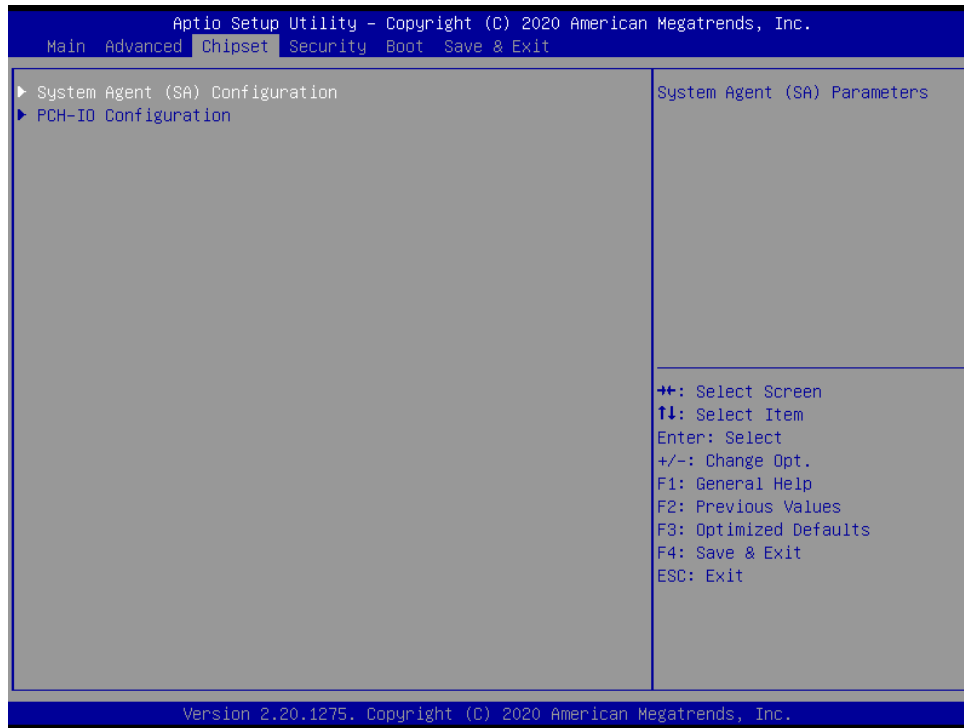 Aptio Setup Utility – Copyright (C) 2020 American Megatrends, Inc.
Main Advanced Chipset Security Boot Save & Exit
▶ System Agent (SA) Configuration
▶ PCH-IO Configuration
System Agent (SA) Parameters
→←: Select Screen
↑↓: Select Item
Enter: Select
+/-: Change Opt.
F1: General Help
F2: Previous Values
F3: Optimized Defaults
F4: Save & Exit
ESC: Exit
Version 2.20.1275. Copyright (C) 2020 American Megatrends, Inc.